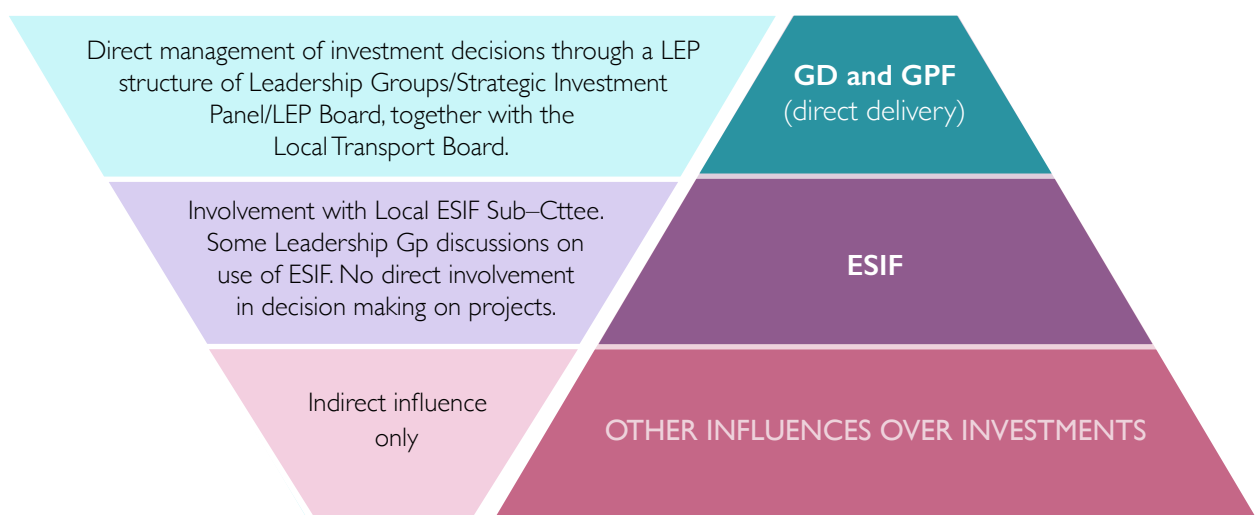 Direct management of investment decisions through a LEP
structure of Leadership Groups/Strategic Investment
Panel/LEP Board, together with the
Local Transport Board.
GD and GPF
(direct delivery)
Involvement with Local ESIF Sub–Cttee.
Some Leadership Gp discussions on
use of ESIF. No direct involvement
in decision making on projects.
ESIF
Indirect influence
only
OTHER INFLUENCES OVER INVESTMENTS